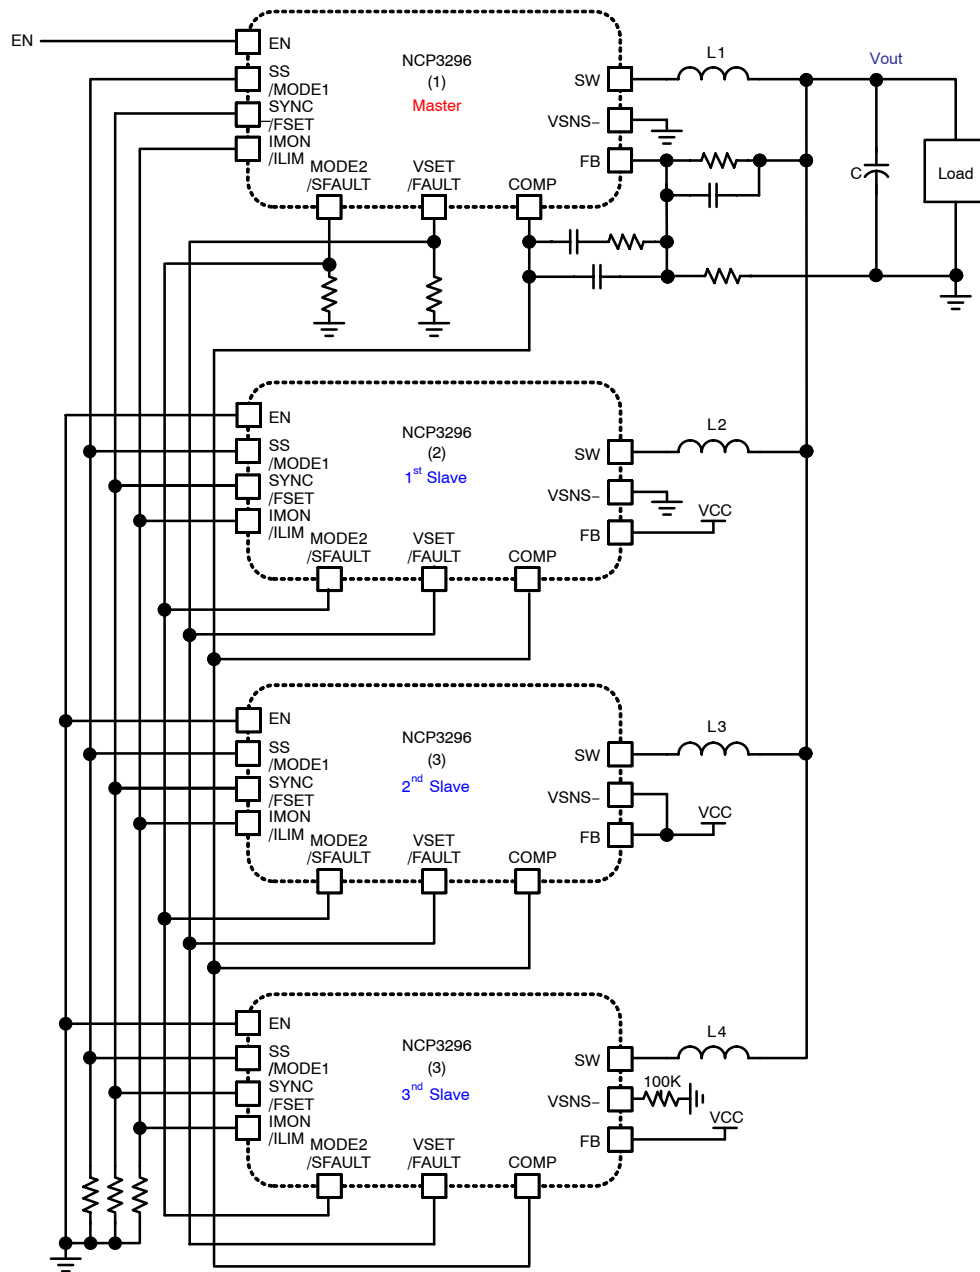 EN
EN
SS
/MODE1
SYNC
/FSET
IMON
/ILIM
NCP3296
(1)
Master
MODE2
/SFAULT
VSET
/FAULT
COMP
SW
VSNS–
FB
L1
Vout
C
Load
EN
SS
/MODE1
SYNC
/FSET
IMON
/ILIM
NCP3296
(2)
1st Slave
MODE2
/SFAULT
VSET
/FAULT
COMP
SW
VSNS–
FB
L2
VCC
EN
SS
/MODE1
SYNC
/FSET
IMON
/ILIM
NCP3296
(3)
2nd Slave
MODE2
/SFAULT
VSET
/FAULT
COMP
SW
VSNS–
FB
L3
VCC
EN
SS
/MODE1
SYNC
/FSET
IMON
/ILIM
NCP3296
(3)
3nd Slave
MODE2
/SFAULT
VSET
/FAULT
COMP
SW
VSNS–
FB
L4
100K
VCC